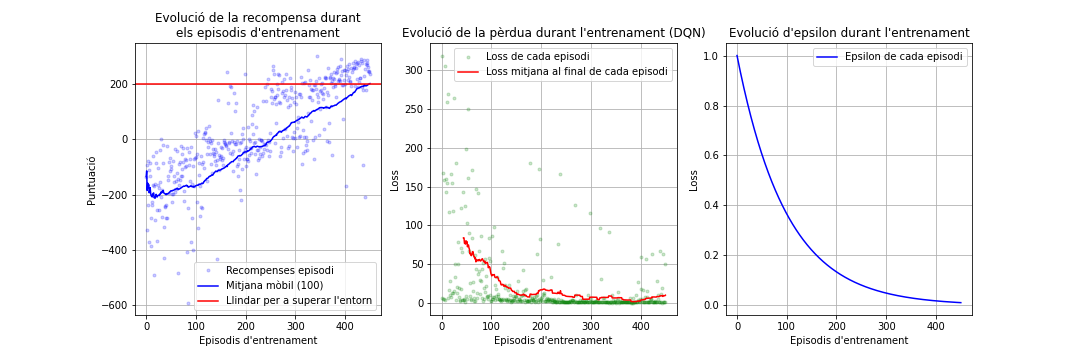 Evolució de la recompensa durant
els episodis d'entrenament
200
0
−200
−400
−600
Puntuació
Recompenses episodi
Mitjana mòbil (100)
Llindar per a superar l'entorn
0
100
200
300
400
Episodis d'entrenament
Evolució de la pèrdua durant l'entrenament (DQN)
300
250
200
150
100
50
0
Loss
Loss de cada episodi
Loss mitjana al final de cada episodi
0
100
200
300
400
Episodis d'entrenament
Evolució d'epsilon durant l'entrenament
1.0
0.8
0.6
0.4
0.2
0.0
Loss
Epsilon de cada episodi
0
100
200
300
400
Episodis d'entrenament